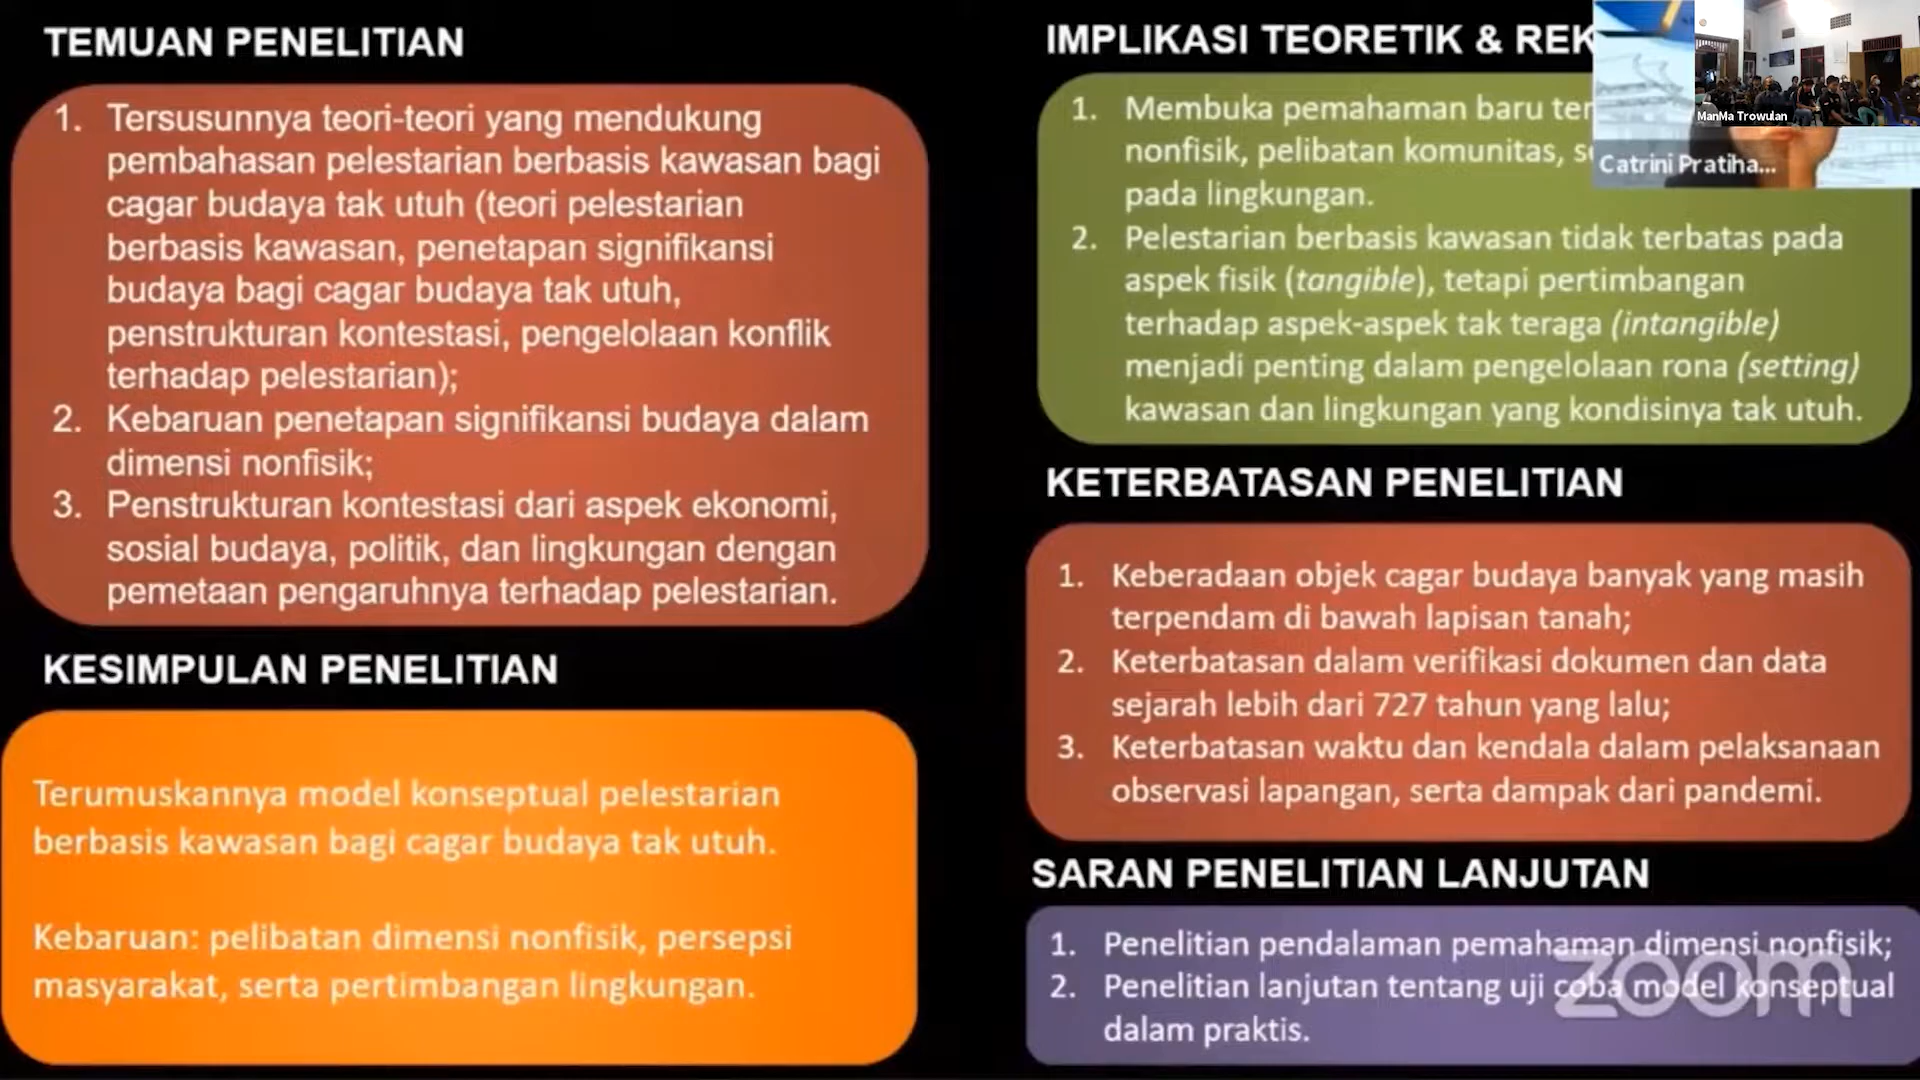 TEMUAN PENELITIAN
1. Tersusunnya teori-teori yang mendukung
pembahasan pelestarian berbasis kawasan bagi
cagar budaya tak utuh (teori pelestarian
berbasis kawasan, penetapan signifikansi
budaya bagi cagar budaya tak utuh,
penstrukturan kontestasi, pengelolaan konflik
terhadap pelestarian);
2. Kebaruan penetapan signifikansi budaya dalam
dimensi nonfisik;
3. Penstrukturan kontestasi dari aspek ekonomi,
sosial budaya, politik, dan lingkungan dengan
pemetaan pengaruhnya terhadap pelestarian.
KESIMPULAN PENELITIAN
Terumuskannya model konseptual pelestarian
berbasis kawasan bagi cagar budaya tak utuh.
Kebaruan: pelibatan dimensi nonfisik, persepsi
masyarakat, serta pertimbangan lingkungan.
IMPLIKASI TEORETIK &
1. Membuka pemahaman baru
nonfisik, pelibatan komunitas,
pada lingkungan.
2. Pelestarian berbasis kawasan tidak terbatas pada
aspek fisik (tangible), tetapi pertimbangan
terhadap aspek-aspek tak teraga (intangible)
menjadi penting dalam pengelolaan rona (setting)
kawasan dan lingkungan yang kondisinya tak utuh.
KETERBATASAN PENELITIAN
1. Keberadaan objek cagar budaya banyak yang masih
terpendam di bawah lapisan tanah;
2. Keterbatasan dalam verifikasi dokumen dan data
sejarah lebih dari 727 tahun yang lalu;
3. Keterbatasan waktu dan kendala dalam pelaksanaan
observasi lapangan, serta dampak dari pandemi.
SARAN PENELITIAN LANJUTAN
1. Penelitian pendalaman pemahaman dimensi nonfisik;
2. Penelitian lanjutan tentang uji coba model konseptual
dalam praktis.
ManMa Trowulan
Catrini Pratiha...
zoom